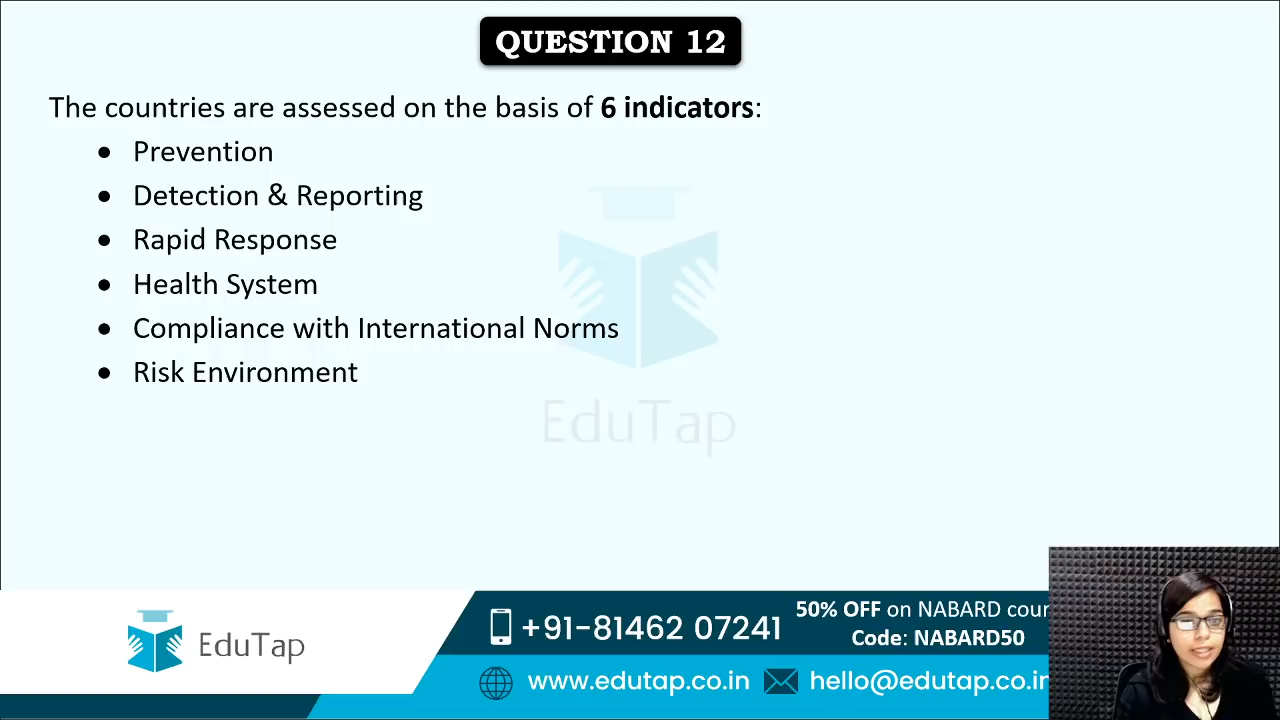 QUESTION 12
The countries are assessed on the basis of 6 indicators:
• Prevention
• Detection & Reporting
• Rapid Response
• Health System
• Compliance with International Norms
• Risk Environment
EduTap
EduTap
+91-81462 07241
50% OFF on NABARD cour
Code: NABARD50
www.edutap.co.in
hello@edutap.co.in